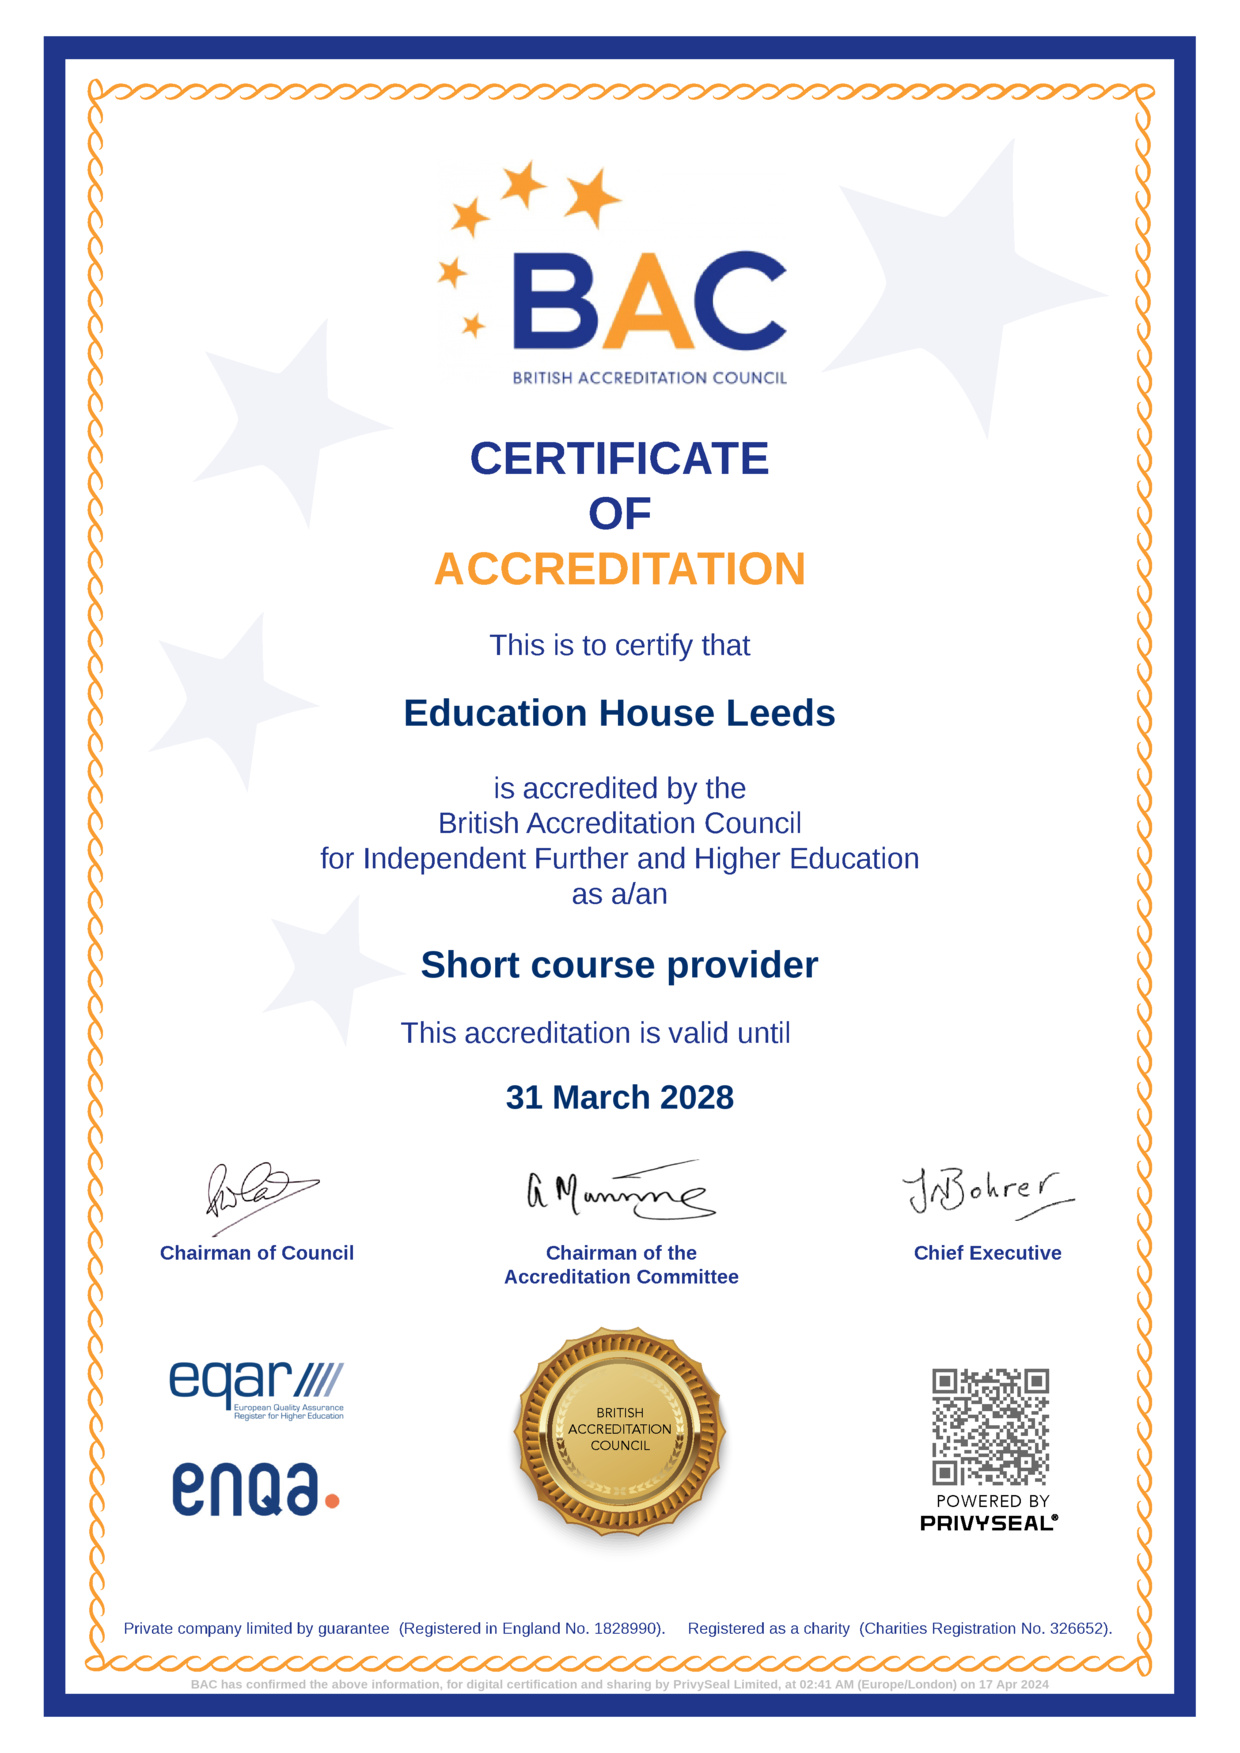 BAC
BRITISH ACCREDITATION COUNCIL
CERTIFICATE
OF
ACCREDITATION
This is to certify that
Education House Leeds
is accredited by the
British Accreditation Council
for Independent Further and Higher Education
as a/an
Short course provider
This accreditation is valid until
31 March 2028
A Manning
JNBohrer
Chairman of Council
Chairman of the
Accreditation Committee
Chief Executive
eqar
European Quality Assurance
Register for Higher Education
enqa.
BRITISH
ACCREDITATION
COUNCIL
POWERED BY
PRIVYSEAL®
Private company limited by guarantee (Registered in England No. 1828990). Registered as a charity (Charities Registration No. 326652).
BAC has confirmed the above information, for digital certification and sharing by PrivySeal Limited, at 02:41 AM (Europe/London) on 17 Apr 2024